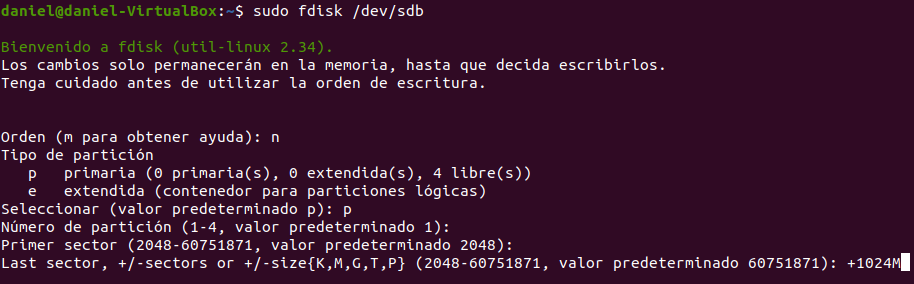 daniel@daniel-VirtualBox:~$ sudo fdisk /dev/sdb
Bienvenido a fdisk (util-linux 2.34).
Los cambios solo permanecerán en la memoria, hasta que decida escribirlos.
Tenga cuidado antes de utilizar la orden de escritura.
Orden (m para obtener ayuda): n
Tipo de partición
p   primaria (0 primaria(s), 0 extendida(s), 4 libre(s))
e   extendida (contenedor para particiones lógicas)
Seleccionar (valor predeterminado p): p
Número de partición (1-4, valor predeterminado 1):
Primer sector (2048-60751871, valor predeterminado 2048):
Last sector, +/-sectors or +/-size{K,M,G,T,P} (2048-60751871, valor predeterminado 60751871): +1024M